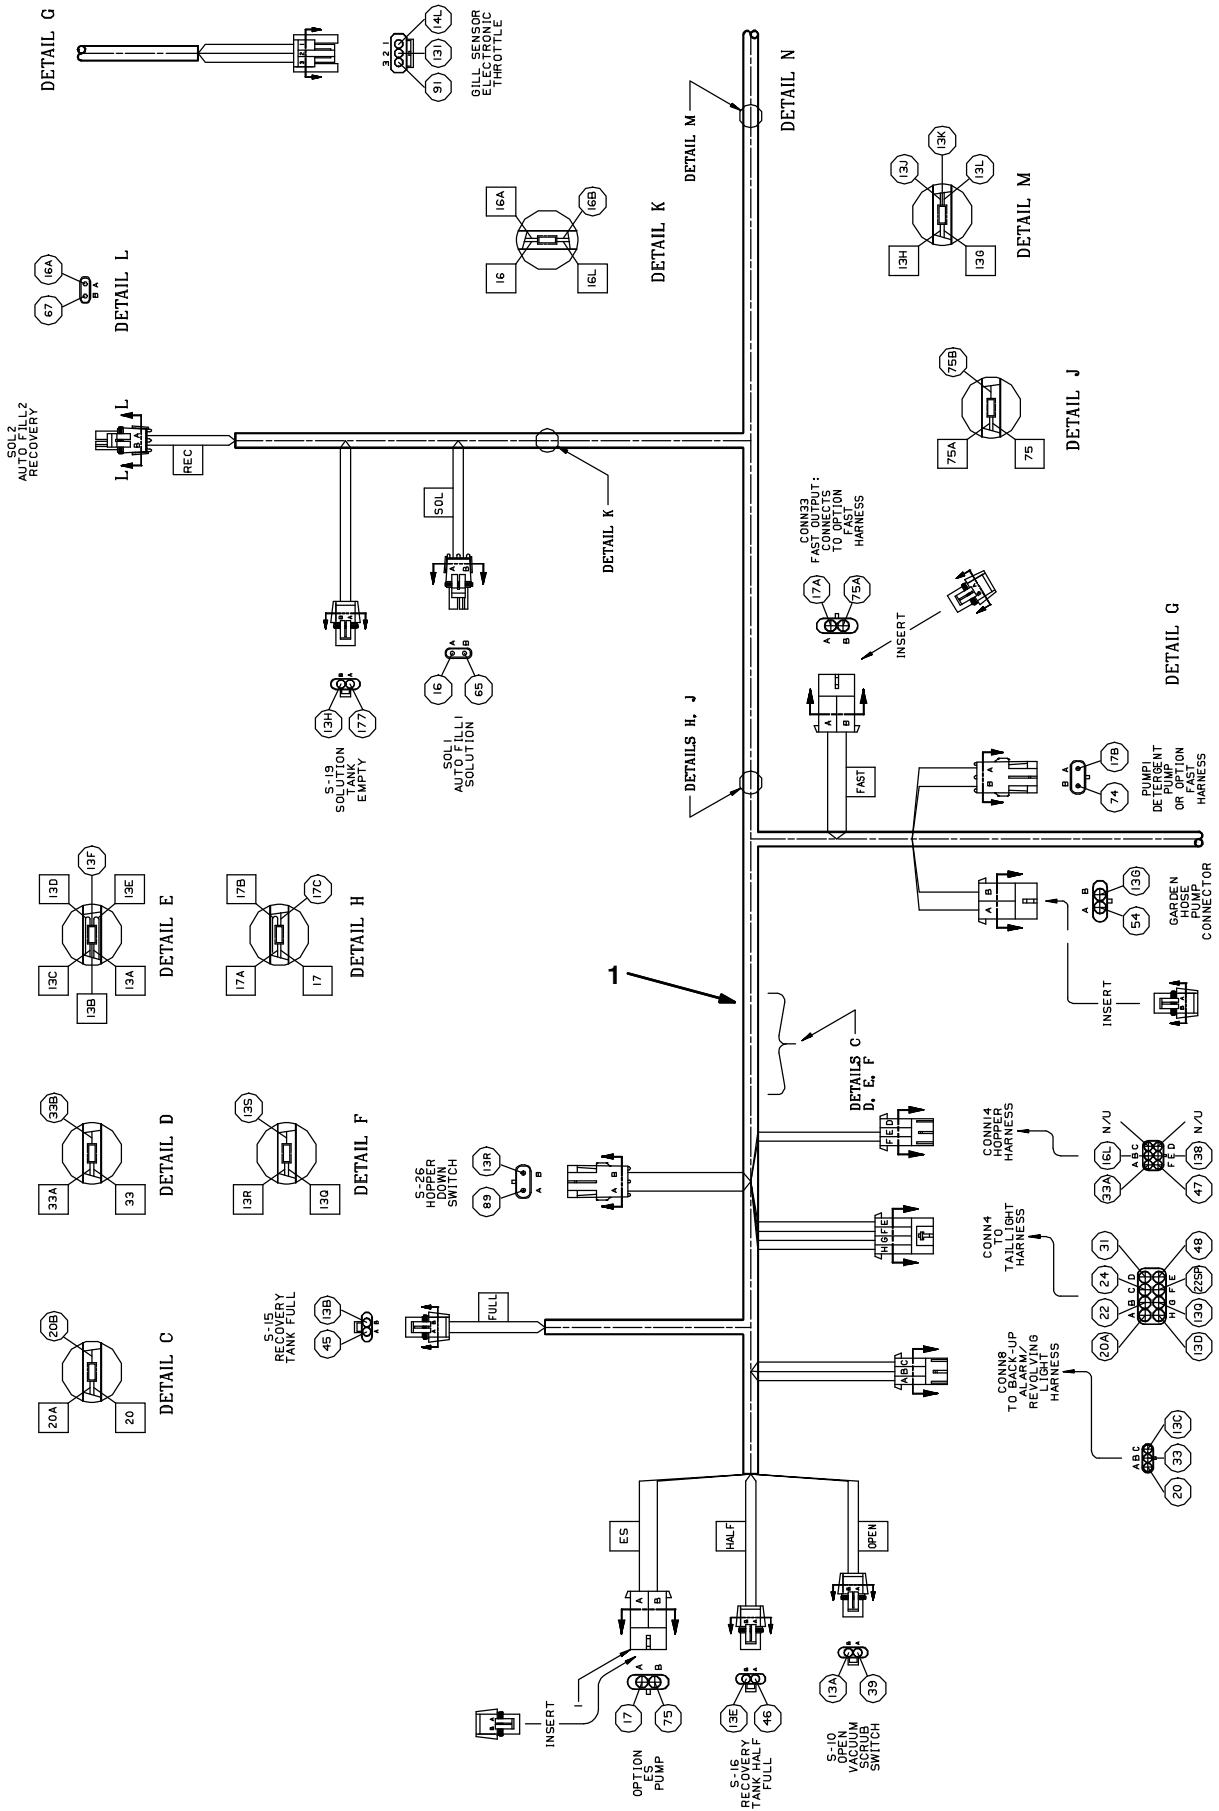 DETAIL G
3 2 1
14L
131
91
GILL SENSOR
ELECTRONIC
THROTTLE
DETAIL N
DETAIL M
16A
67
B A
DETAIL L
16A
16B
16
16L
DETAIL K
13J
13K
13L
13H
13G
DETAIL M
SOL2
AUTO FILL2
RECOVERY
L
L
B A
REC
75B
75A
75
DETAIL J
SOL
A
B
DETAIL K
CONN33
FAST OUTPUT:
CONNECTS
TO OPTION
FAST
HARNESS
17A
75A
A
B
INSERT
B
A
13H
177
S-19
SOLUTION
TANK
EMPTY
A
B
16
65
SOL1
AUTO FILL1
SOLUTION
DETAILS H, J
A
B
FAST
DETAIL G
B A
B A
17B
74
PUMP1
DETERGENT
PUMP
OR OPTION
FAST
HARNESS
A B
A B
13G
54
GARDEN
HOSE
PUMP
CONNECTOR
INSERT
13D
13F
13E
13C
13B
13A
DETAIL E
17B
17C
17A
17
DETAIL H
1
DETAILS C
D, E, F
33B
33A
33
DETAIL D
13S
13R
13Q
DETAIL F
S-26
HOPPER
DOWN
SWITCH
13R
89
A B
A B
F E D
CONN14
HOPPER
HARNESS
N/U
16L
33A
A B C
F E D
N/U
138
47
H G F E
CONN4
TO
TAILLIGHT
HARNESS
31
24
22
20A
A B C D
H G F E
48
22SP
13Q
13D
20B
20A
20
DETAIL C
S-15
RECOVERY
TANK FULL
13B
45
A B
FULL
A B C
CONN8
TO BACK-UP
ALARM/
REVOLVING
LIGHT
HARNESS
A B C
13C
33
20
ES
A
B
INSERT
1
A
B
17
75
OPTION
ES
PUMP
HALF
B
A
13E
46
S-16
RECOVERY
TANK HALF
FULL
OPEN
B
A
13A
39
S-10
OPEN
VACUUM
SCRUB
SWITCH